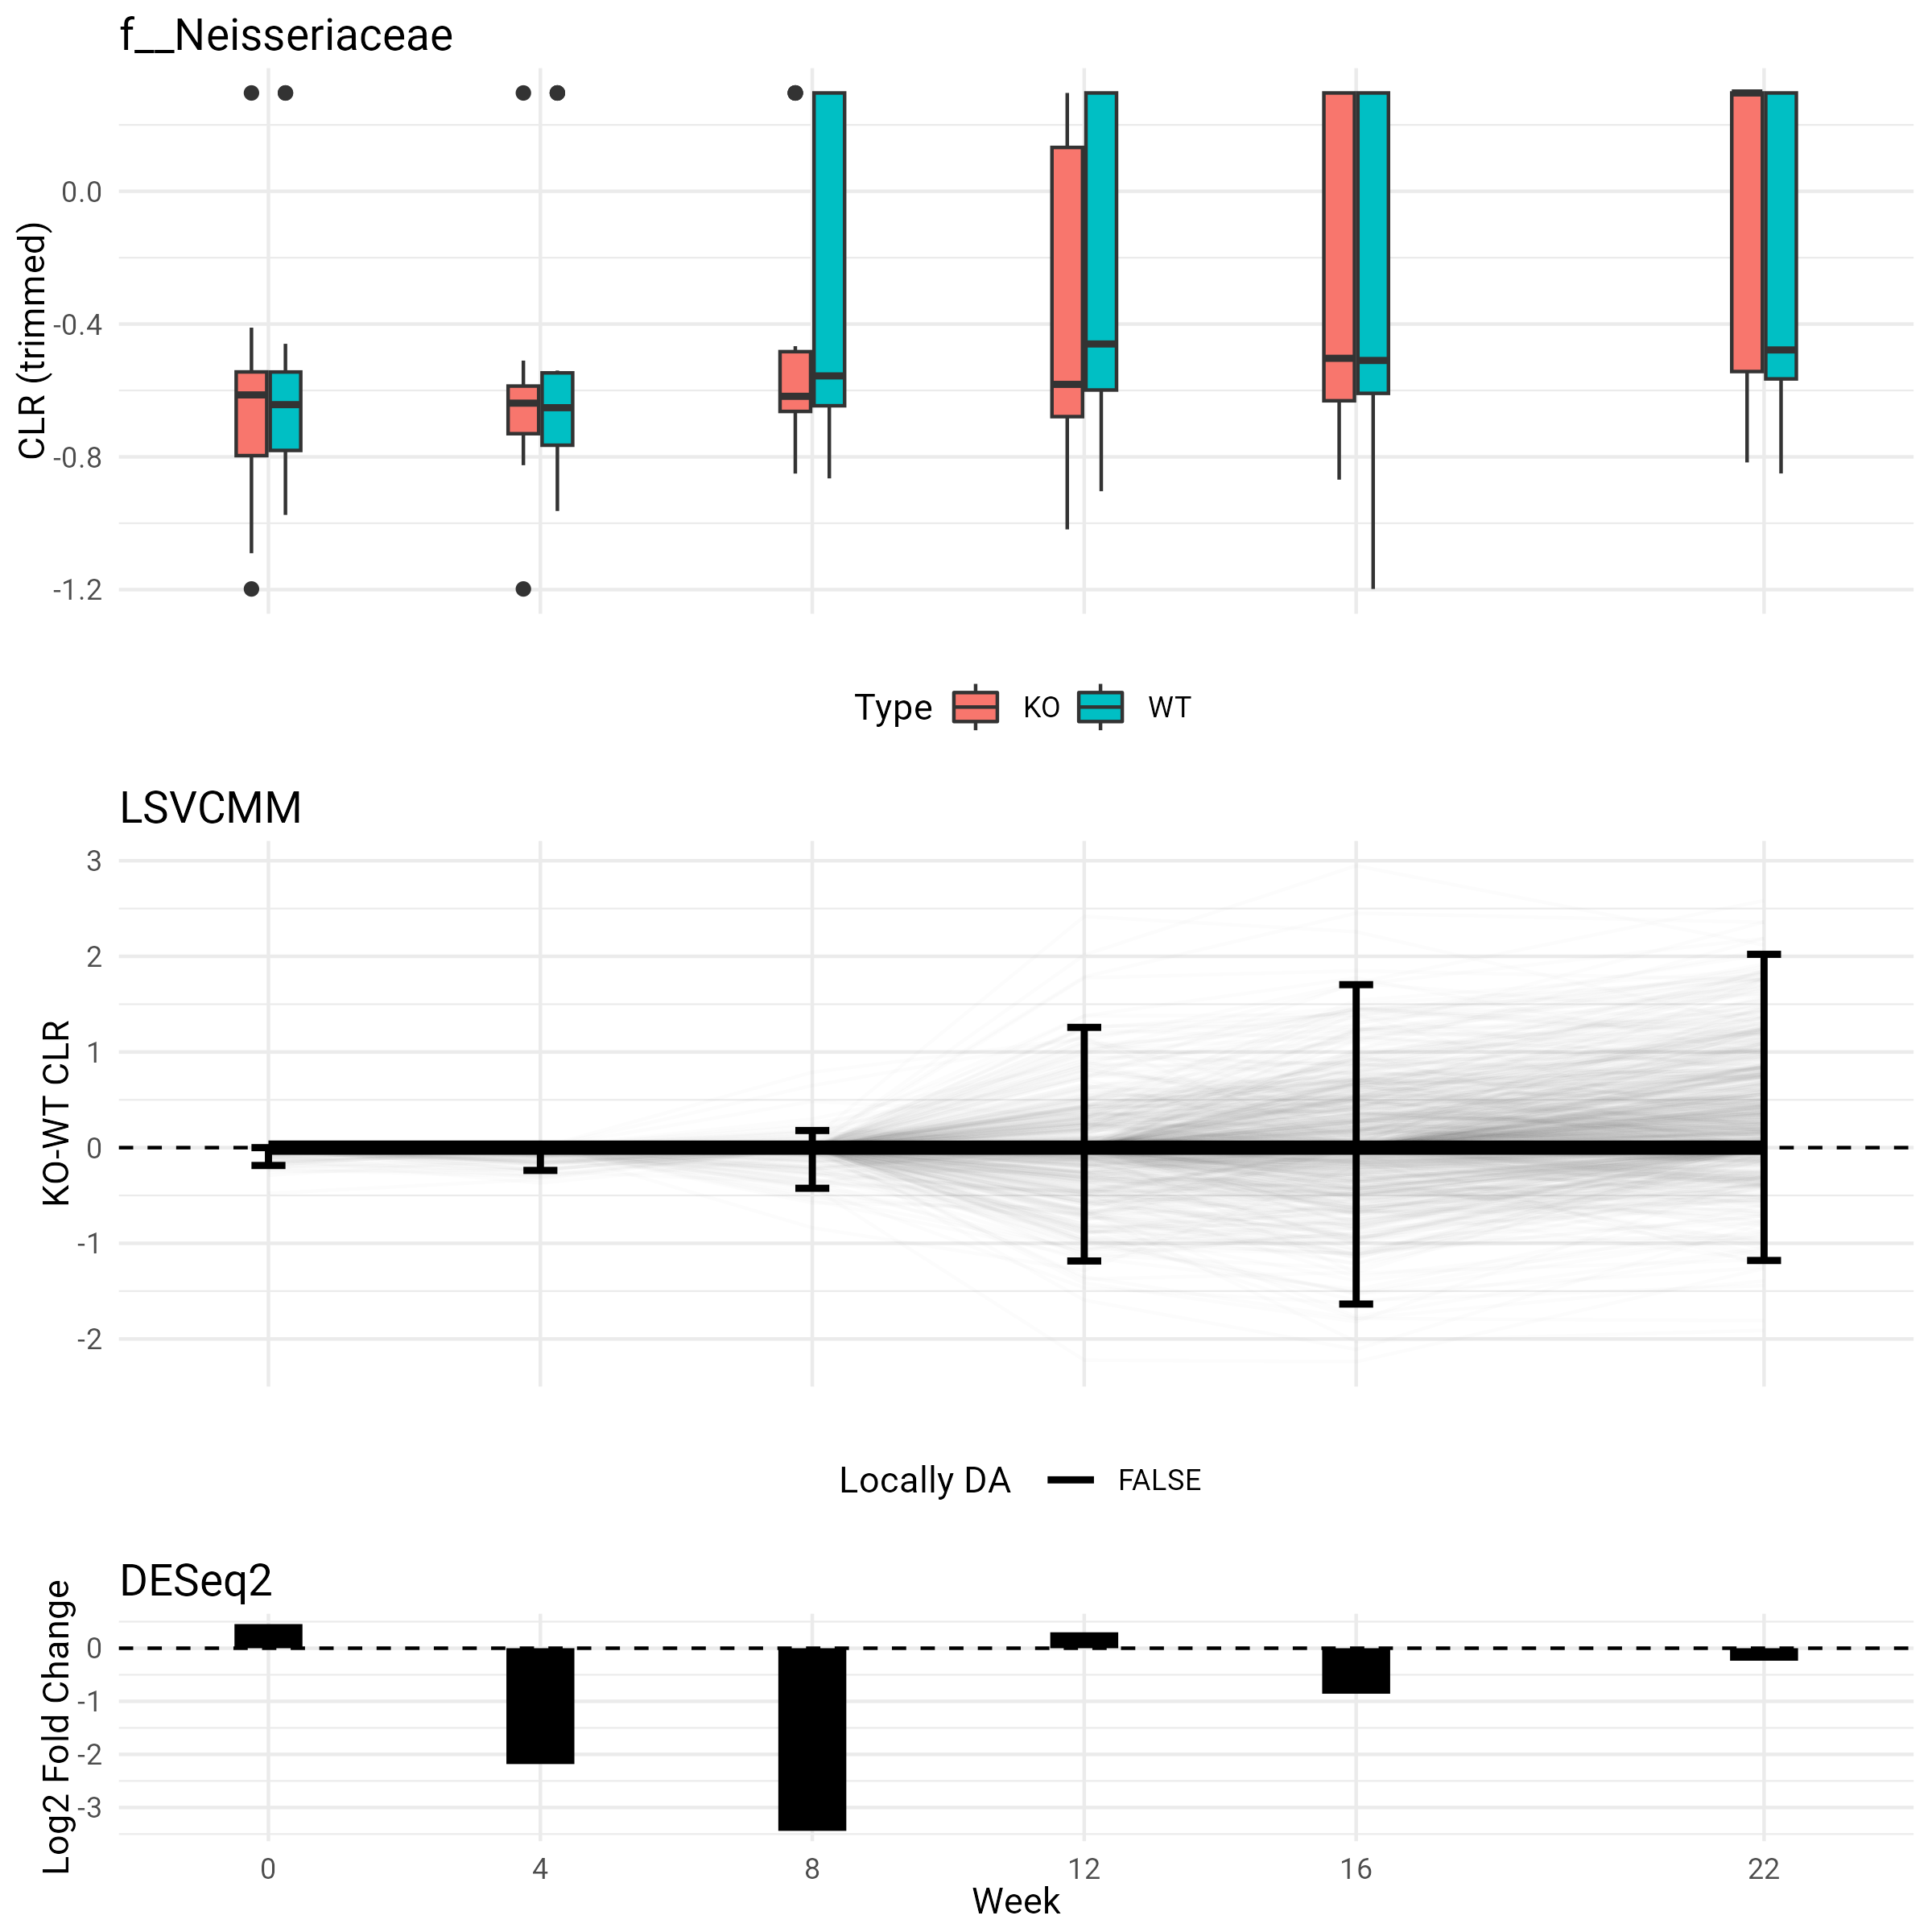 f__Neisseriaceae
CLR (trimmed)
0.0
-0.4
-0.8
-1.2
Type KO WT
LSVCMM
KO-WT CLR
3
2
1
0
-1
-2
Locally DA FALSE
DESeq2
Log2 Fold Change
0
-1
-2
-3
0 4 8 12 16 22
Week